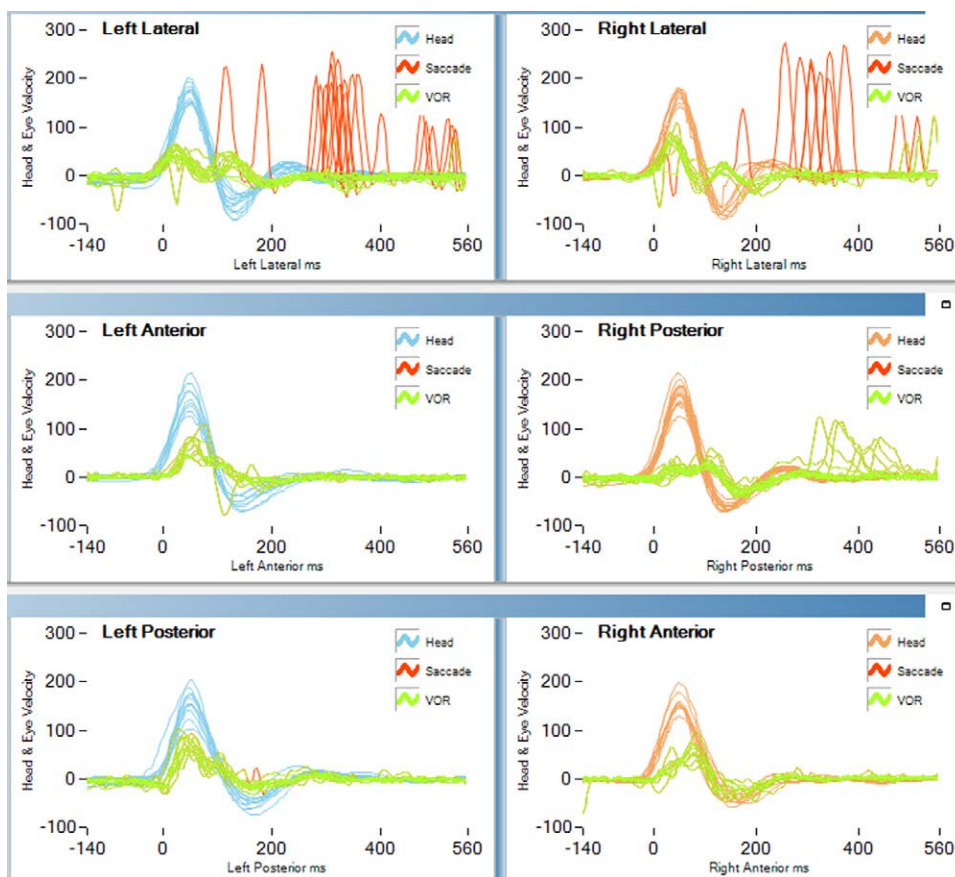 Left Lateral
Head & Eye Velocity
300
200
100
0
-100
-140 0 200 400 560
Left Lateral ms
Head
Saccade
VOR
Right Lateral
Head & Eye Velocity
300
200
100
0
-100
-140 0 200 400 560
Right Lateral ms
Head
Saccade
VOR
Left Anterior
Head & Eye Velocity
300
200
100
0
-100
-140 0 200 400 560
Left Anterior ms
Head
Saccade
VOR
Right Posterior
Head & Eye Velocity
300
200
100
0
-100
-140 0 200 400 560
Right Posterior ms
Head
Saccade
VOR
Left Posterior
Head & Eye Velocity
300
200
100
0
-100
-140 0 200 400 560
Left Posterior ms
Head
Saccade
VOR
Right Anterior
Head & Eye Velocity
300
200
100
0
-100
-140 0 200 400 560
Right Anterior ms
Head
Saccade
VOR